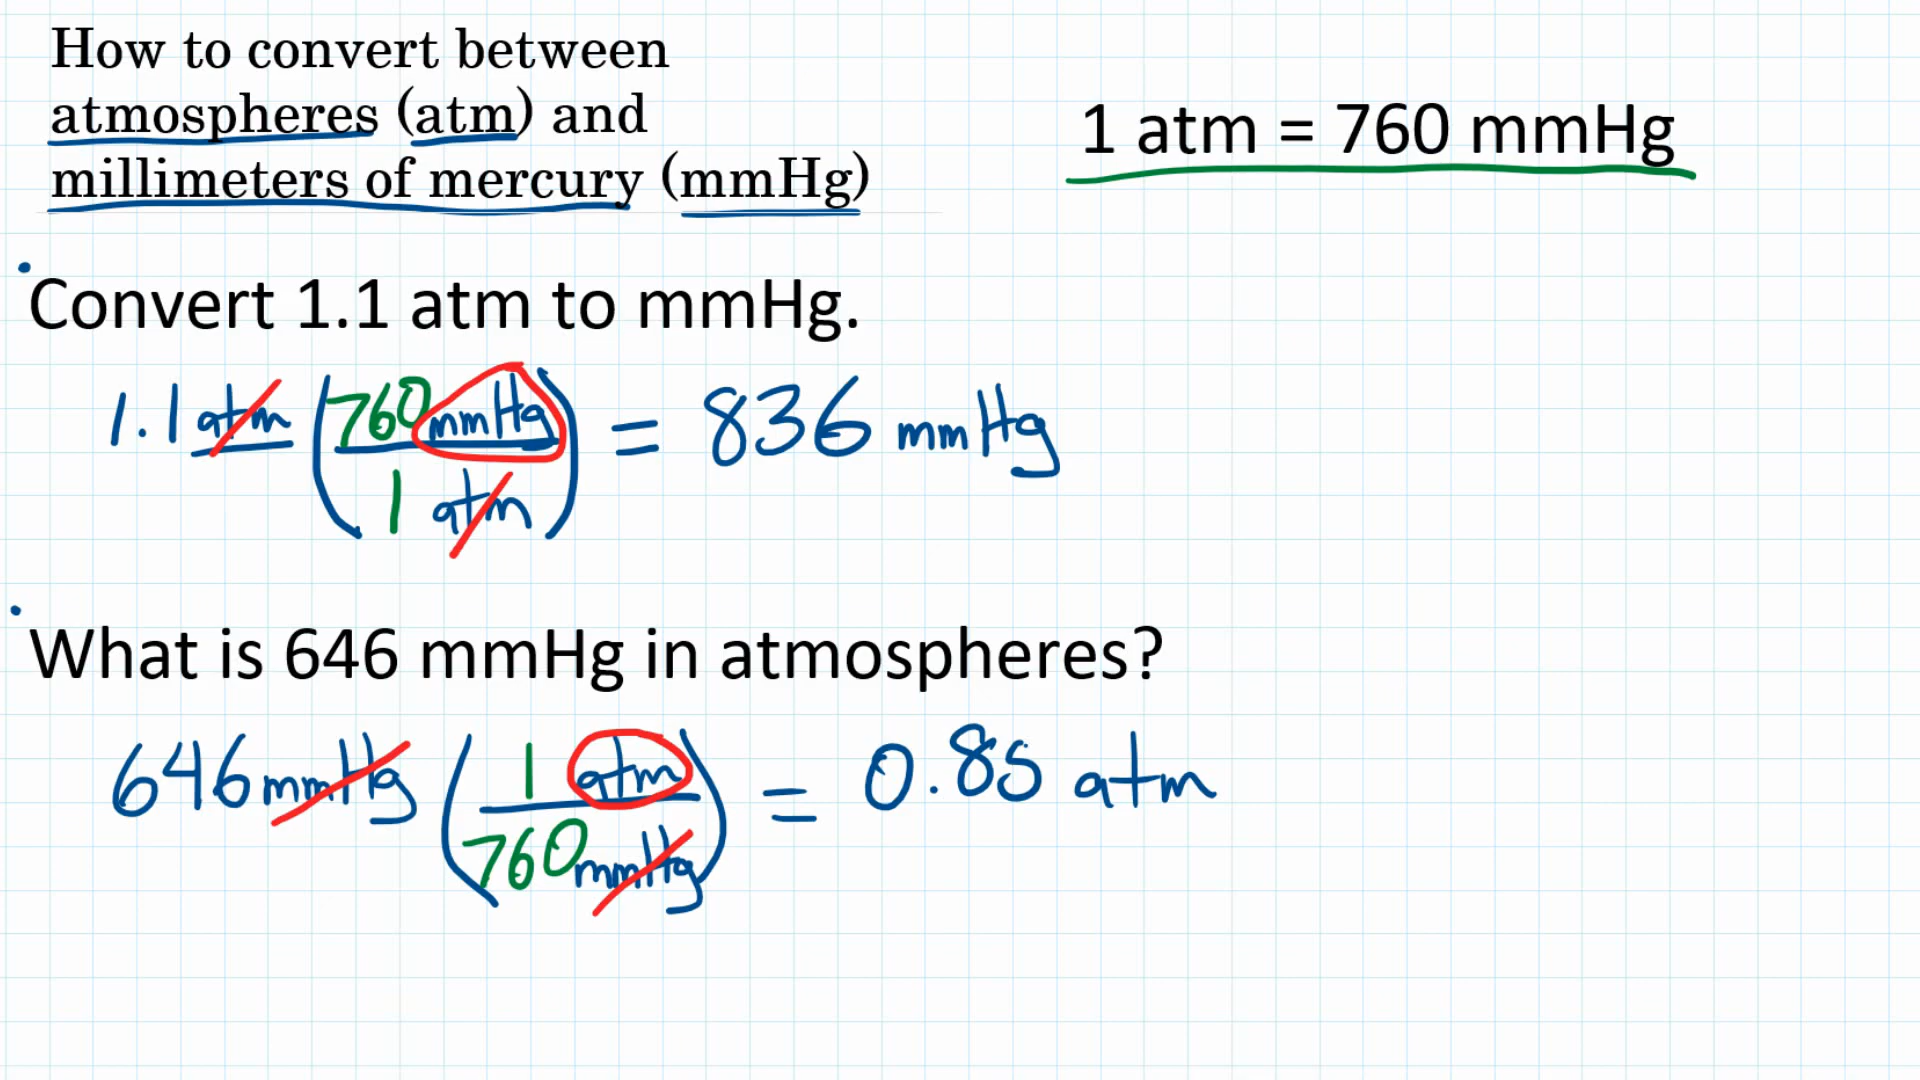 How to convert between
atmospheres (atm) and
millimeters of mercury (mmHg)
1 atm = 760 mmHg
Convert 1.1 atm to mmHg.
1.1 atm (760 mmHg / 1 atm) = 836 mmHg
What is 646 mmHg in atmospheres?
646 mmHg (1 atm / 760 mmHg) = 0.85 atm